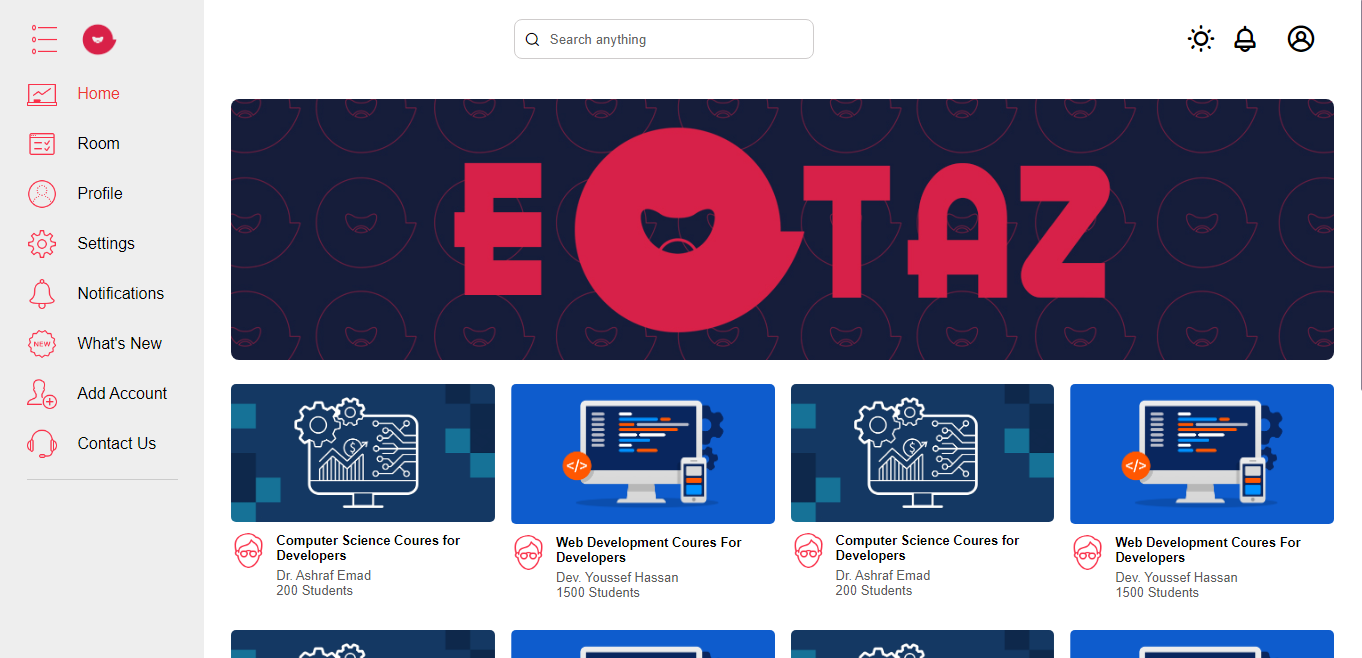 Search anything
Home
Room
Profile
Settings
Notifications
NEW
What's New
Add Account
Contact Us
E TAZ
$
</>
$
</>
Computer Science Coures for
Developers
Dr. Ashraf Emad
200 Students
Web Development Coures For
Developers
Dev. Youssef Hassan
1500 Students
Computer Science Coures for
Developers
Dr. Ashraf Emad
200 Students
Web Development Coures For
Developers
Dev. Youssef Hassan
1500 Students